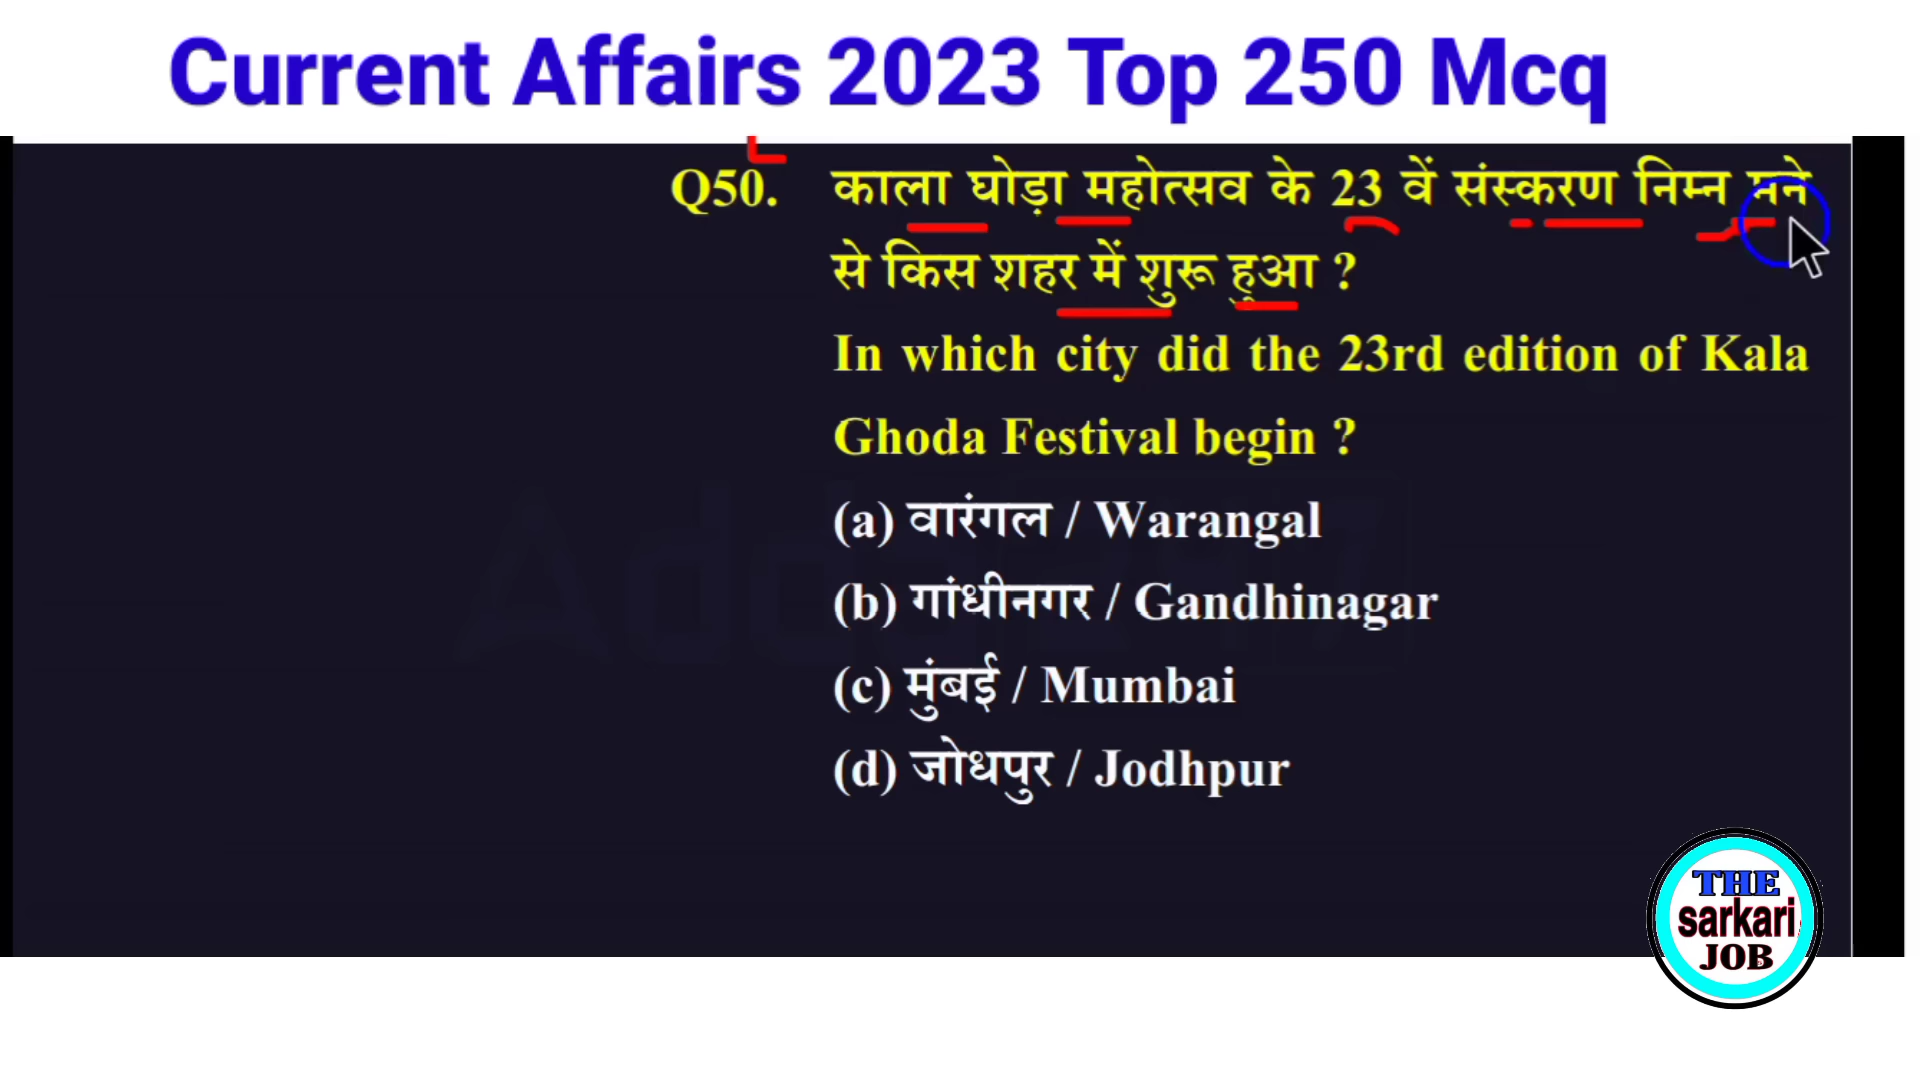 Current Affairs 2023 Top 250 Mcq
Q50. काला घोड़ा महोत्सव के 23 वें संस्करण निम्न मने
से किस शहर में शुरू हुआ ?
In which city did the 23rd edition of Kala
Ghoda Festival begin ?
(a) वारंगल / Warangal
(b) गांधीनगर / Gandhinagar
(c) मुंबई / Mumbai
(d) जोधपुर / Jodhpur
THE
sarkari
JOB